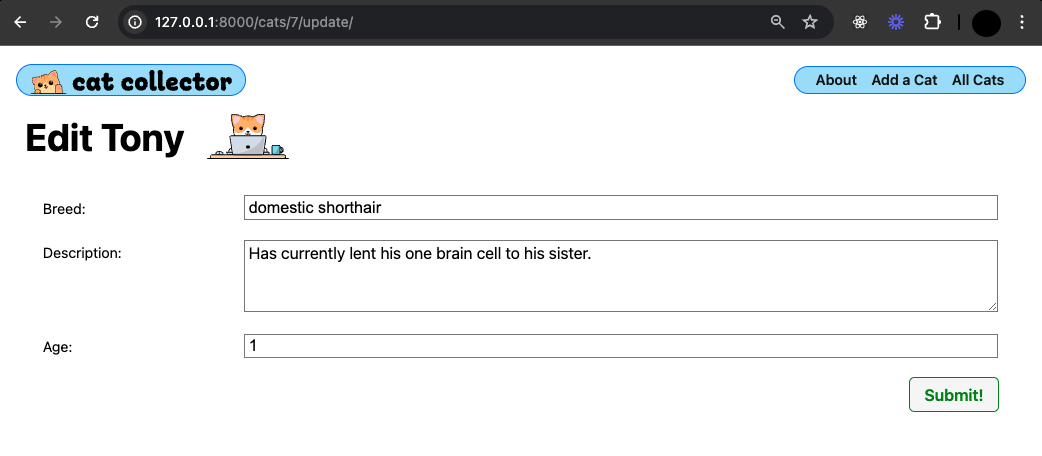 127.0.0.1:8000/cats/7/update/
cat collector
About Add a Cat All Cats
Edit Tony
Breed: domestic shorthair
Description: Has currently lent his one brain cell to his sister.
Age: 1
Submit!